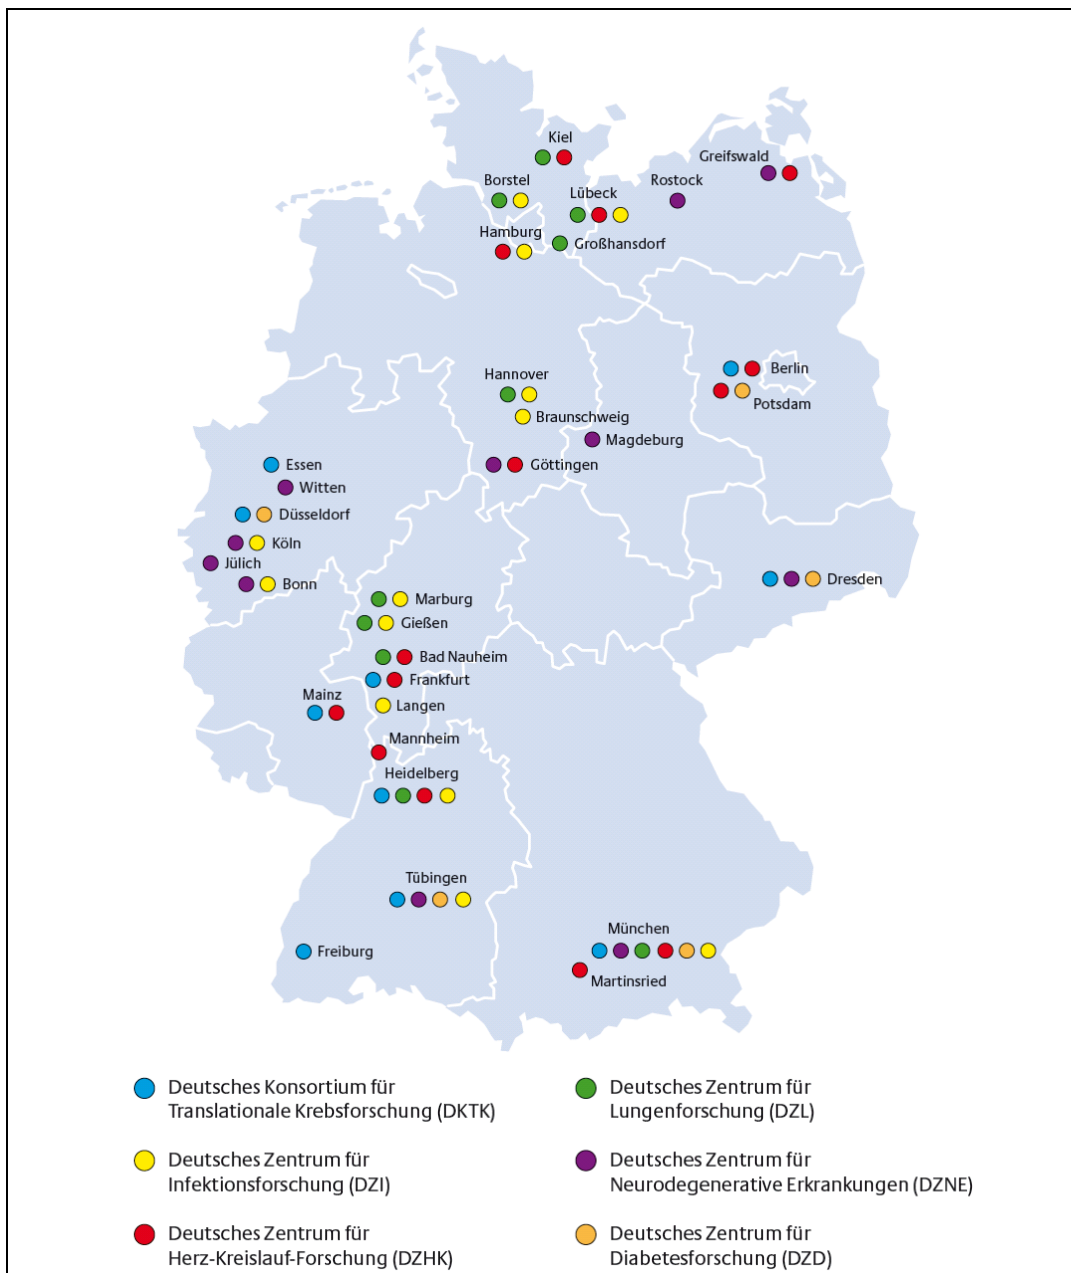 Kiel
Greifswald
Borstel
Rostock
Lübeck
Hamburg
Großhansdorf
Berlin
Hannover
Potsdam
Braunschweig
Magdeburg
Essen
Göttingen
Witten
Düsseldorf
Köln
Jülich
Dresden
Bonn
Marburg
Gießen
Bad Nauheim
Frankfurt
Mainz
Langen
Mannheim
Heidelberg
Tübingen
München
Freiburg
Martinsried
Deutsches Konsortium für
Translationale Krebsforschung (DKTK)
Deutsches Zentrum für
Lungenforschung (DZL)
Deutsches Zentrum für
Infektionsforschung (DZI)
Deutsches Zentrum für
Neurodegenerative Erkrankungen (DZNE)
Deutsches Zentrum für
Herz-Kreislauf-Forschung (DZHK)
Deutsches Zentrum für
Diabetesforschung (DZD)